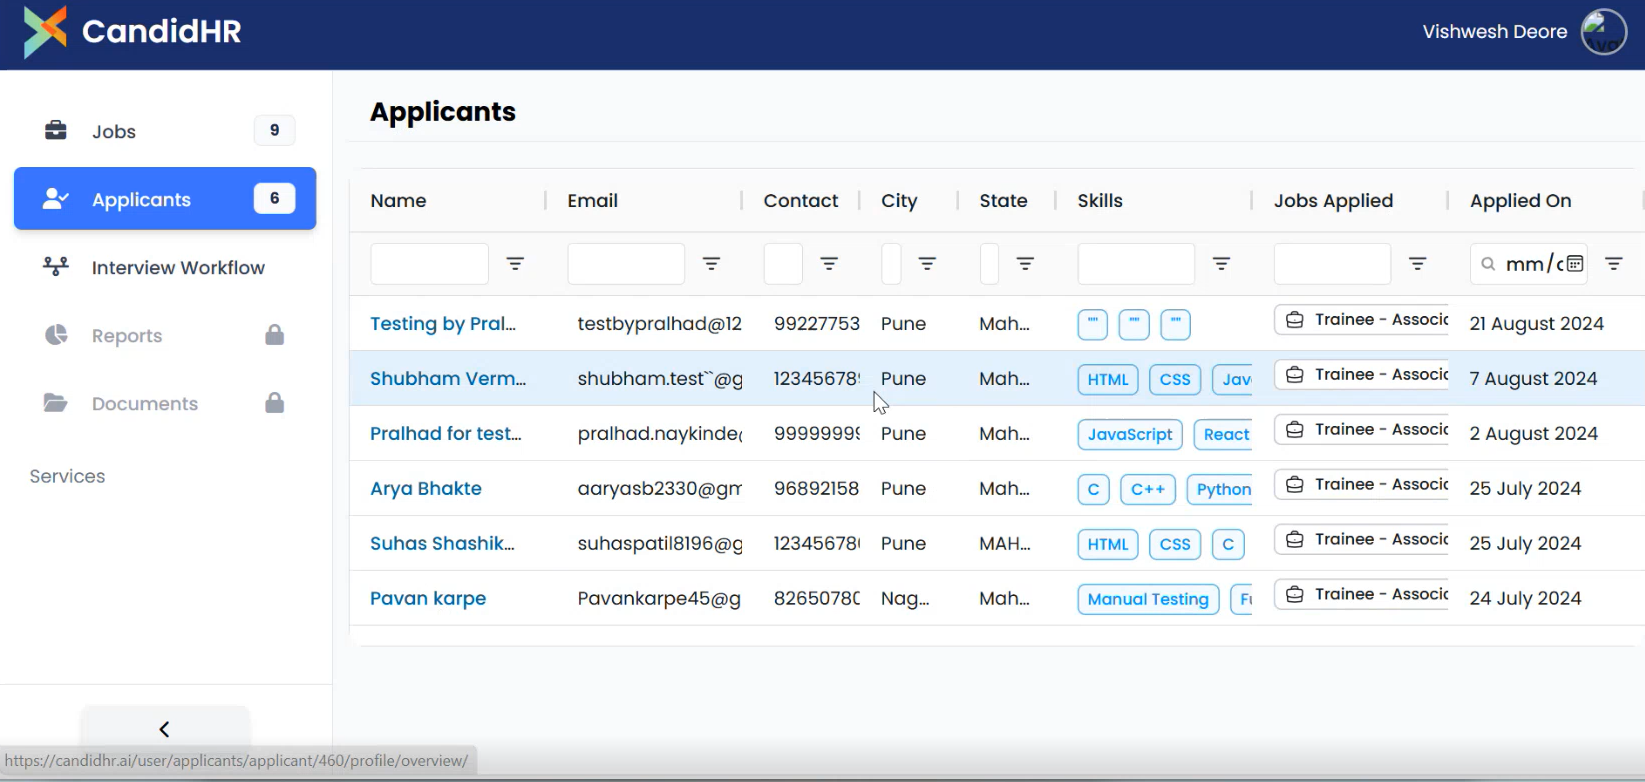 CandidHR
Vishwesh Deore
Jobs 9
Applicants 6
Interview Workflow
Reports
Documents
Services
Applicants
Name Email Contact City State Skills Jobs Applied Applied On
mm/d
Testing by Pral... testbypralhad@12 99227753 Pune Mah... "" "" "" Trainee - Associc 21 August 2024
Shubham Verm... shubham.test``@g 123456789 Pune Mah... HTML CSS Jav Trainee - Associc 7 August 2024
Pralhad for test... pralhad.naykinde@ 99999999 Pune Mah... JavaScript React Trainee - Associc 2 August 2024
Arya Bhakte aaryasb2330@gm 96892158 Pune Mah... C C++ Python Trainee - Associc 25 July 2024
Suhas Shashik... suhaspatil8196@g 12345678 Pune MAH... HTML CSS C Trainee - Associc 25 July 2024
Pavan karpe Pavankarpe45@g 8265078 Nag... Mah... Manual Testing Fu Trainee - Associc 24 July 2024
https://candidhr.ai/user/applicants/applicant/460/profile/overview/